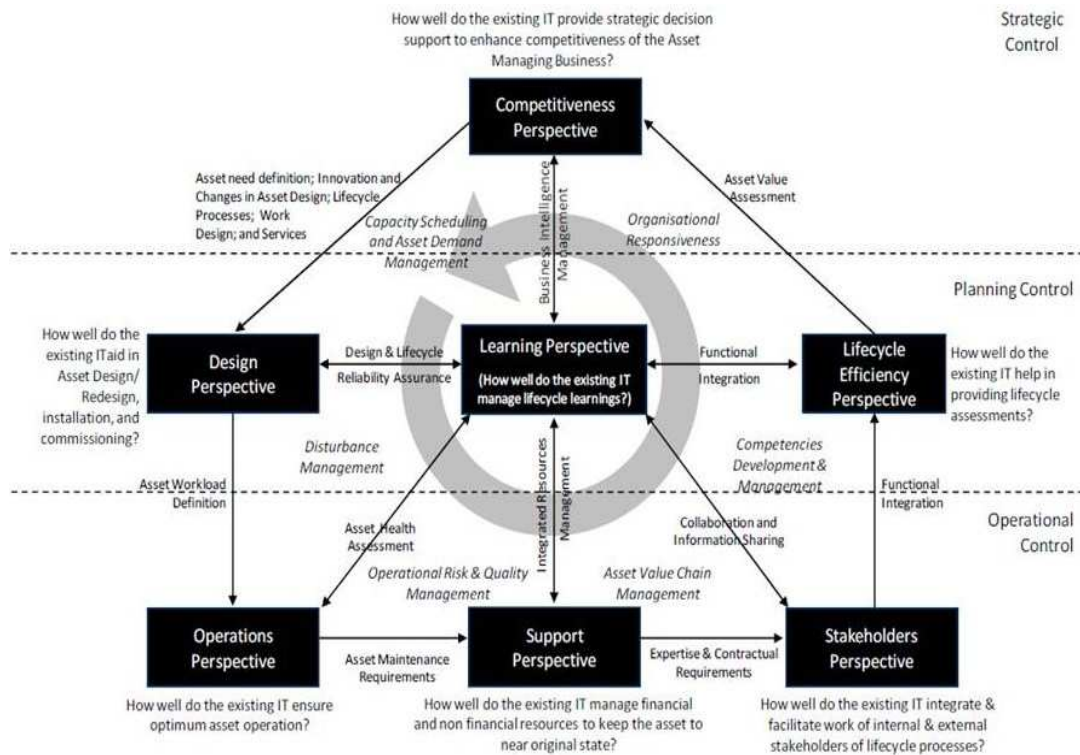 How well do the existing IT provide strategic decision
support to enhance competitiveness of the Asset
Managing Business?
Strategic
Control
Competitiveness
Perspective
Asset need definition; Innovation and
Changes in Asset Design; Lifecycle
Processes; Work
Design; and Services
Capacity Scheduling
and Asset Demand
Management
Business Intelligence
Management
Organisational
Responsiveness
Asset Value
Assessment
Planning Control
How well do the
existing IT aid in
Asset Design/
Redesign,
installation, and
commissioning?
Design
Perspective
Design & Lifecycle
Reliability Assurance
Learning Perspective
(How well do the existing IT
manage lifecycle learnings?)
Functional
Integration
Lifecycle
Efficiency
Perspective
How well do the
existing IT help in
providing lifecycle
assessments?
Disturbance
Management
Competencies
Development &
Management
Asset Workload
Definition
Asset Health
Assessment
Integrated Resources
Management
Collaboration and
Information Sharing
Functional
Integration
Operational
Control
Operational Risk & Quality
Management
Asset Value Chain
Management
Operations
Perspective
Asset Maintenance
Requirements
Support
Perspective
Expertise & Contractual
Requirements
Stakeholders
Perspective
How well do the existing IT ensure
optimum asset operation?
How well do the existing IT manage financial
and non financial resources to keep the asset to
near original state?
How well do the existing IT integrate &
facilitate work of internal & external
stakeholders of lifecycle processes?